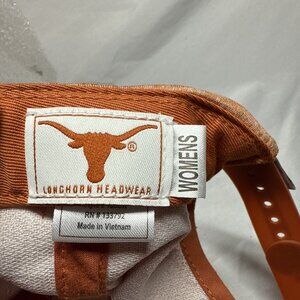 ®
LONGHORN HEADWEAR
WOMENS
RN # 133792
Made in Vietnam